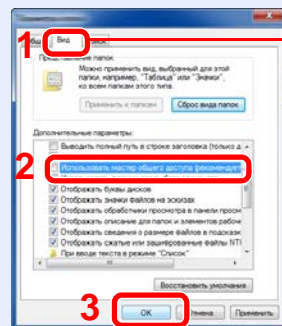 1
Вид
Представление папок
Можно применить вид, выбранный для этой
папки, например, "Таблица" или "Значки",
ко всем папкам этого типа.
Применить к папкам Сброс вида папок
Дополнительные параметры:
Выводить полный путь в строке заголовка (только д
2
Использовать мастер общего доступа (рекомендует
Отображать буквы дисков
Отображать значки файлов на эскизах
Отображать обработчики просмотра в панели просм
Отображать описание для папок и элементов рабоче
Отображать сведения о размере файлов в подсказк
Отображать сжатые или зашифрованные файлы NTI
При вводе текста в режиме "Список"
Восстановить умолчания
3
OK Отмена Применить